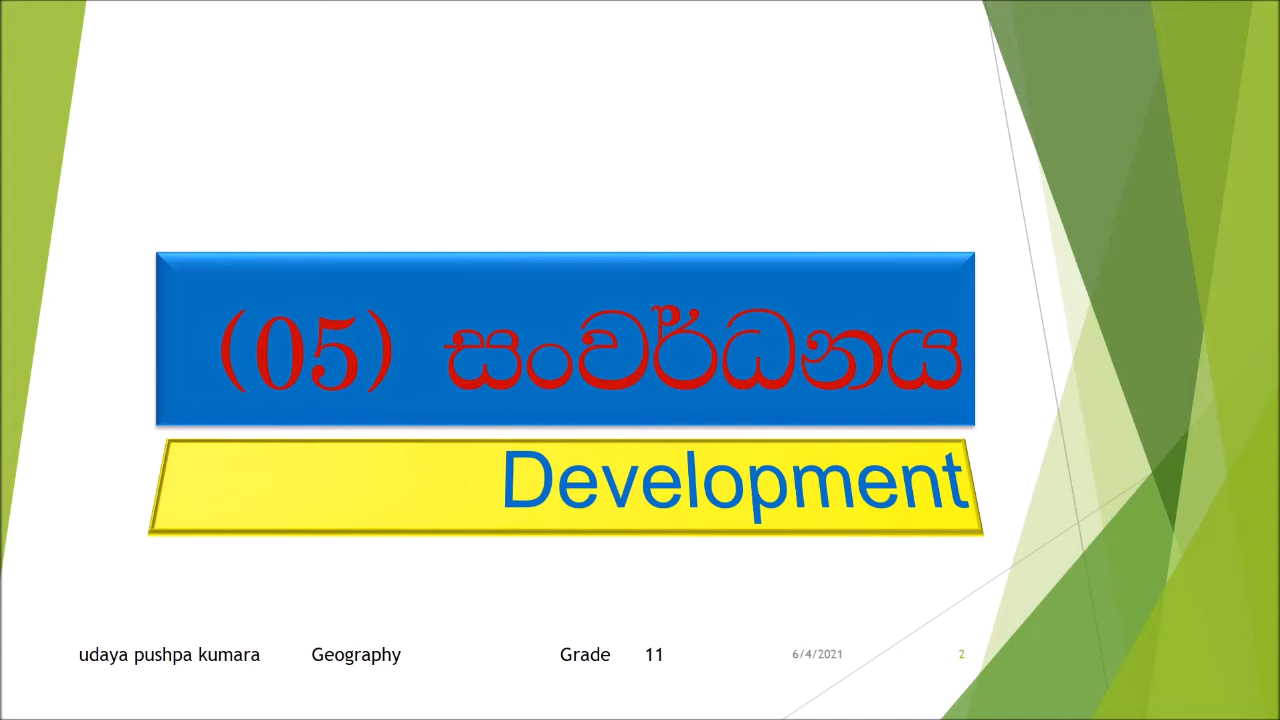 (05) සංවර්ධනය
Development
udaya pushpa kumara Geography Grade 11 6/4/2021 2